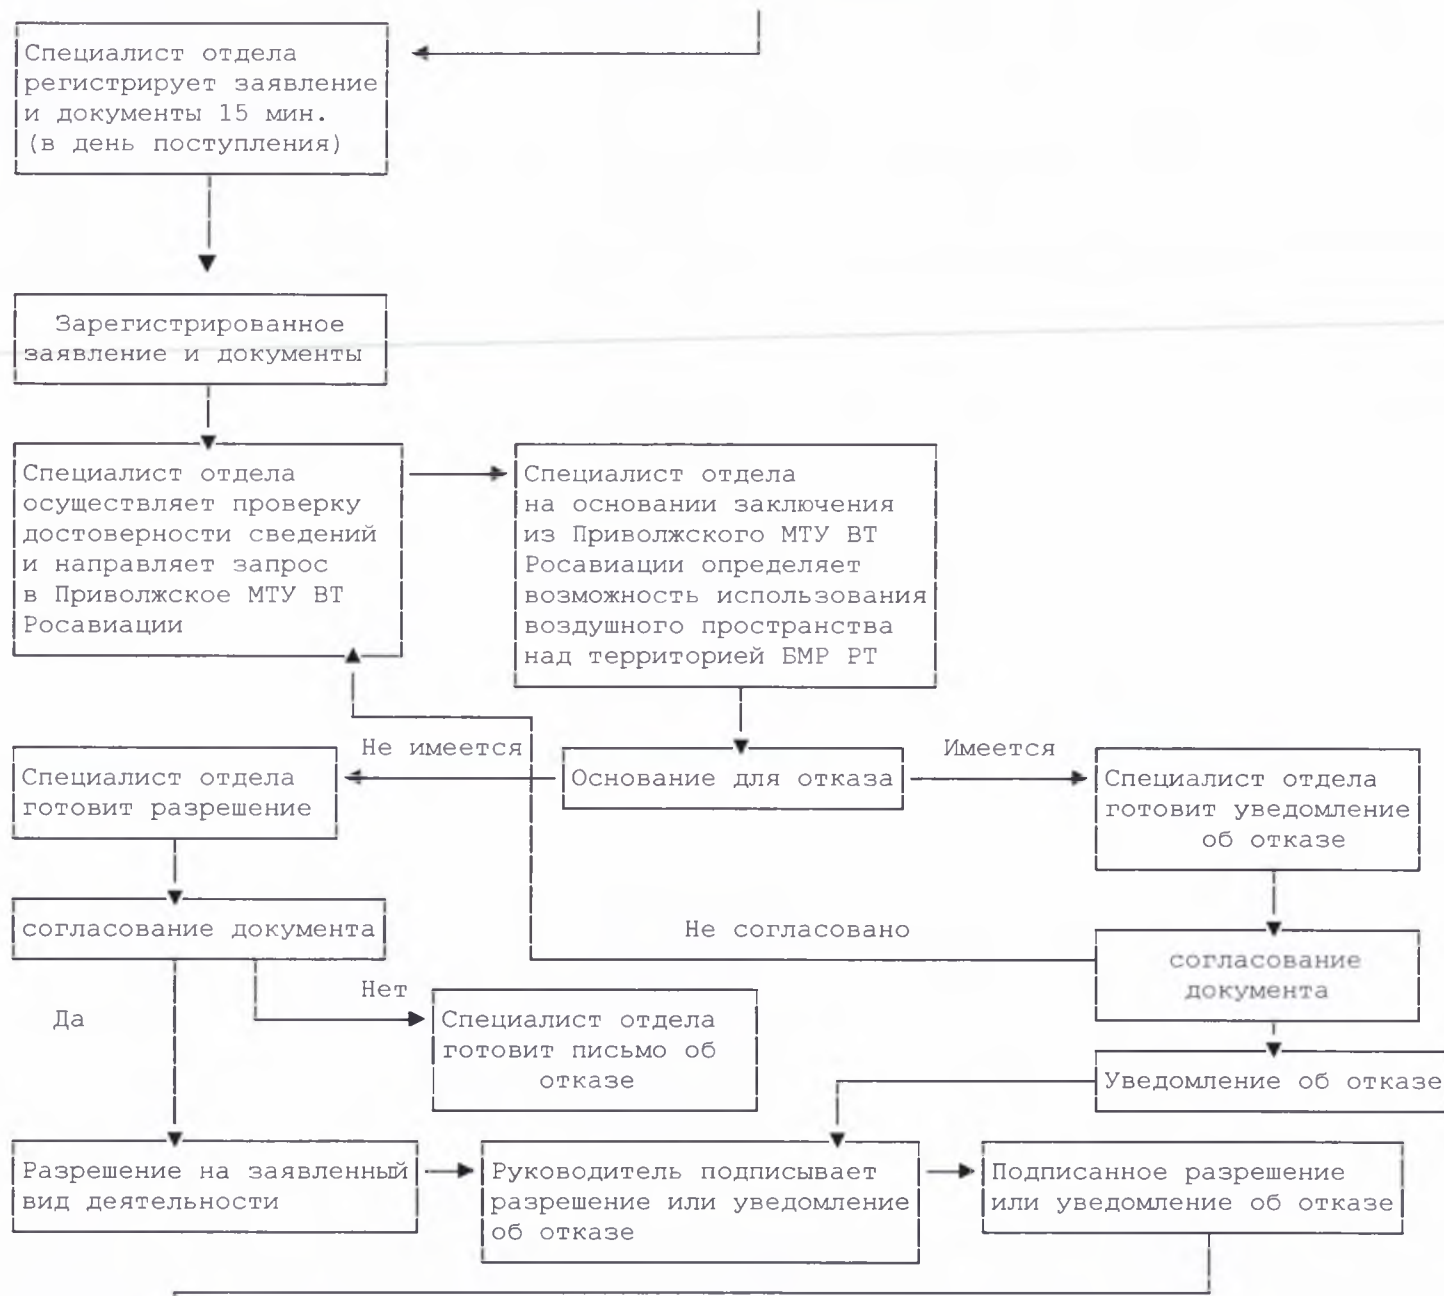 Специалист отдела
регистрирует заявление
и документы 15 мин.
(в день поступления)
Зарегистрированное
заявление и документы
Специалист отдела
осуществляет проверку
достоверности сведений
и направляет запрос
в Приволжское МТУ ВТ
Росавиации
Специалист отдела
на основании заключения
из Приволжского МТУ ВТ
Росавиации определяет
возможность использования
воздушного пространства
над территорией БМР РТ
Не имеется
Имеется
Специалист отдела
готовит разрешение
Основание для отказа
Специалист отдела
готовит уведомление
об отказе
согласование документа
Не согласовано
согласование
документа
Да
Нет
Специалист отдела
готовит письмо об
отказе
Уведомление об отказе
Разрешение на заявленный
вид деятельности
Руководитель подписывает
разрешение или уведомление
об отказе
Подписанное разрешение
или уведомление об отказе